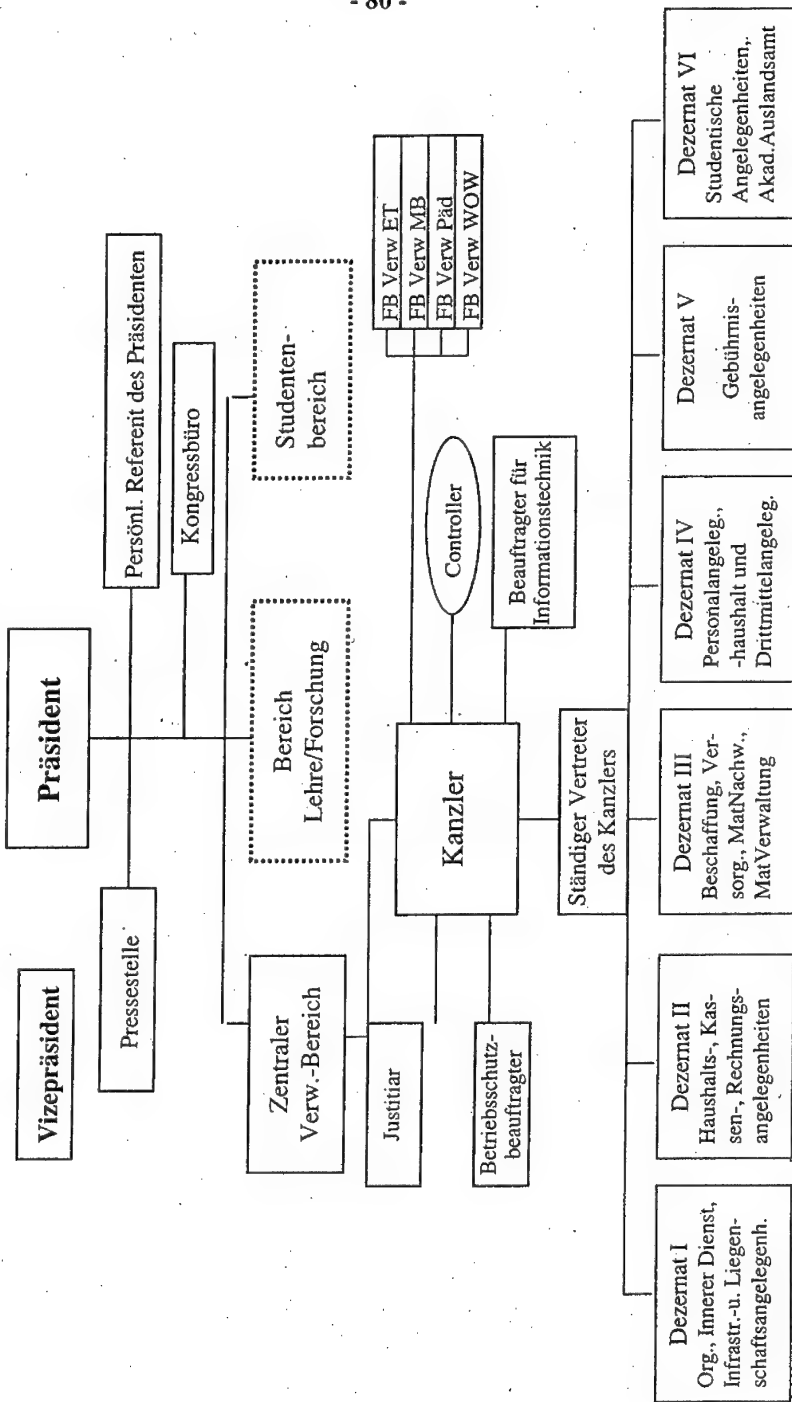 - 80 -
Vizepräsident
Präsident
Pressestelle
Persönl. Referent des Präsidenten
Kongressbüro
Zentraler
Verw.-Bereich
Bereich
Lehre/Forschung
Studenten-
bereich
Justitiar
Betriebsschutz-
beauftragter
Kanzler
Controller
Beauftragter für
Informationstechnik
FB Verw ET
FB Verw MB
FB Verw Päd
FB Verw WOW
Ständiger Vertreter
des Kanzlers
Dezernat I
Org., Innerer Dienst,
Infrastr.-u. Liegen-
schaftsangelegenh.
Dezernat II
Haushalts-, Kas-
sen-, Rechnungs-
angelegenheiten
Dezernat III
Beschaffung, Ver-
sorg., MatNachw.,
MatVerwaltung
Dezernat IV
Personalangeleg.,
-haushalt und
Drittmittelangeleg.
Dezernat V
Gebührnis-
angelegenheiten
Dezernat VI
Studentische
Angelegenheiten,
Akad.Auslandsamt